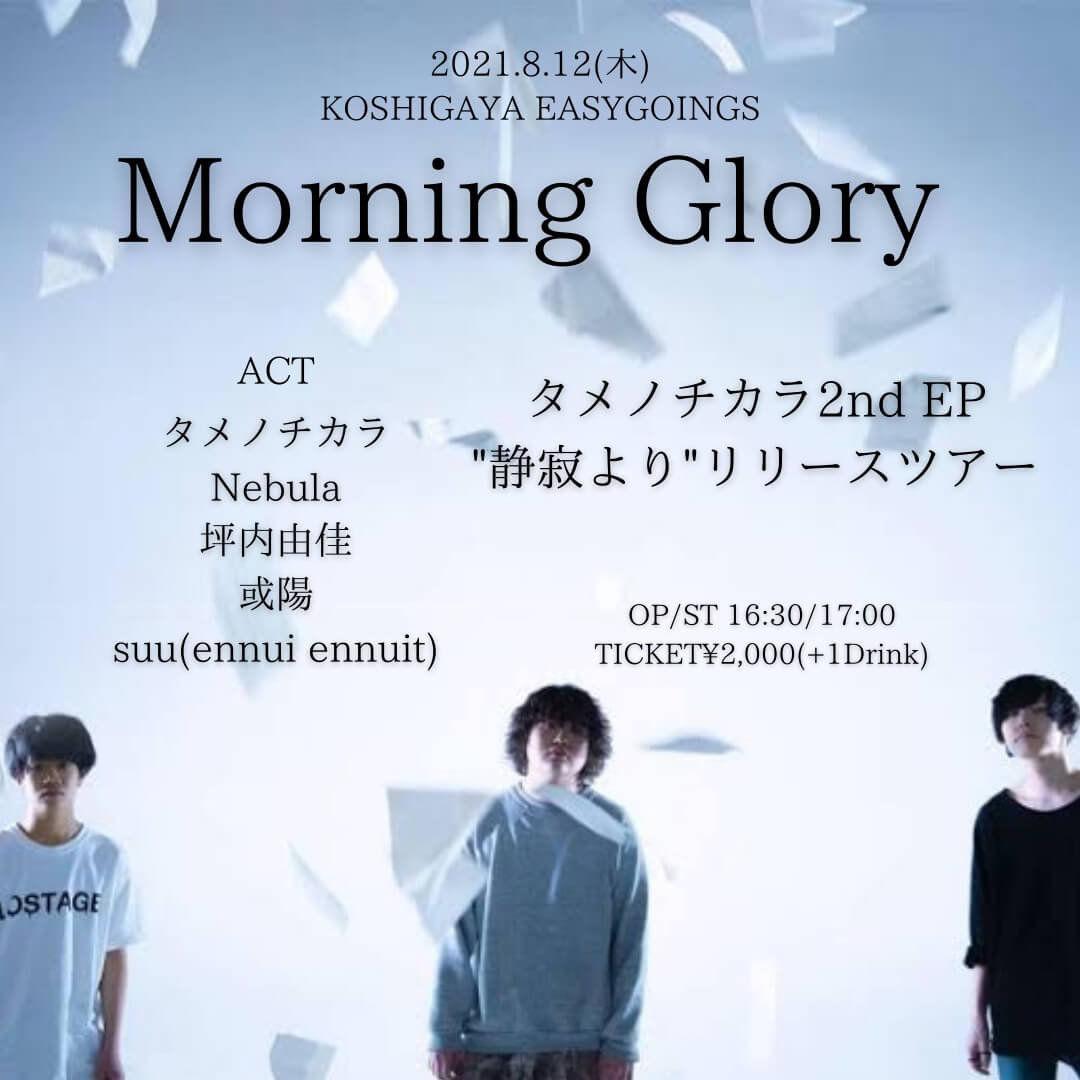 2021.8.12(木)
KOSHIGAYA EASYGOINGS
Morning Glory
ACT
タメノチカラ
Nebula
坪内由佳
或陽
suu(ennui ennuit)
タメノチカラ2nd EP
"静寂より"リリースツアー
OP/ST 16:30/17:00
TICKET¥2,000(+1Drink)